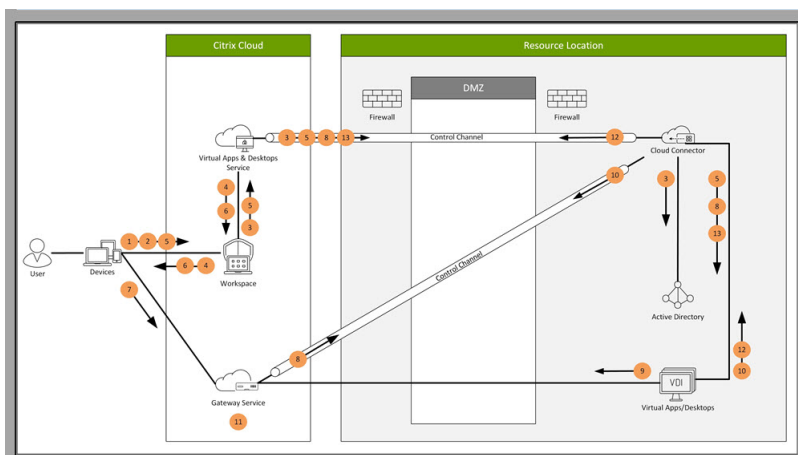 Citrix Cloud
Resource Location
DMZ
Firewall
Firewall
3 5 8 13
Control Channel
12
Virtual Apps & Desktops
Service
Cloud Connector
10
4
6
5
3
3
5
8
13
1 2 5
User
Devices
6 4
Workspace
Control Channel
7
Active Directory
8
12
10
9
VDI
Gateway Service
Virtual Apps/Desktops
11